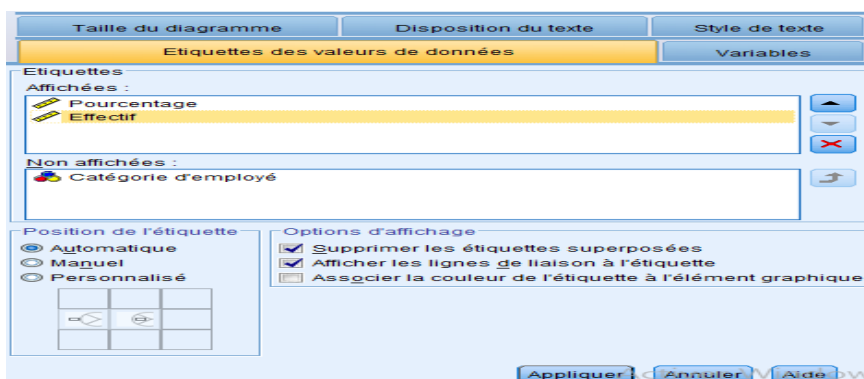 Taille du diagramme Disposition du texte Style de texte
Etiquettes des valeurs de données Variables
Etiquettes
Affichées :
Pourcentage
Effectif
Non affichées :
Catégorie d'employé
Position de l'étiquette Options d'affichage
Automatique Supprimer les étiquettes superposées
Manuel Afficher les lignes de liaison à l'étiquette
Personnalisé Associer la couleur de l'étiquette à l'élément graphique
Appliquer Annuler Aide